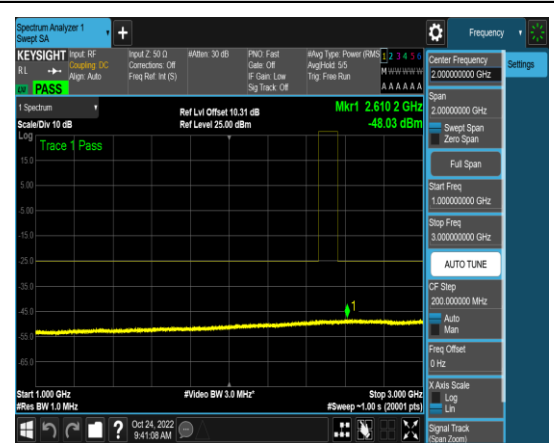 Spectrum Analyzer 1
Swept SA
Frequency
KEYSIGHT
RL
PASS
Input: RF
Coupling: DC
Align: Auto
Input Z: 50 Ω
Corrections: Off
Freq Ref: Int (S)
#Atten: 30 dB
PNO: Fast
Gate: Off
IF Gain: Low
Sig Track: Off
#Avg Type: Power (RMS
Avg|Hold: 5/5
Trig: Free Run
1 2 3 4 5 6
M W W W W W
A A A A A A
Settings
1 Spectrum
Scale/Div 10 dB
Ref Lvl Offset 10.31 dB
Ref Level 25.00 dBm
Mkr1 2.610 2 GHz
-48.03 dBm
Log
Trace 1 Pass
15.0
5.00
-5.00
-15.0
-25.0
-35.0
-45.0
-55.0
-65.0
1
Start 1.000 GHz
#Res BW 1.0 MHz
#Video BW 3.0 MHz*
Stop 3.000 GHz
#Sweep ~1.00 s (20001 pts)
Center Frequency
2.000000000 GHz
Span
2.00000000 GHz
Swept Span
Zero Span
Full Span
Start Freq
1.000000000 GHz
Stop Freq
3.000000000 GHz
AUTO TUNE
CF Step
200.000000 MHz
Auto
Man
Freq Offset
0 Hz
X Axis Scale
Log
Lin
Signal Track
(Span Zoom)
Oct 24, 2022
9:41:08 AM